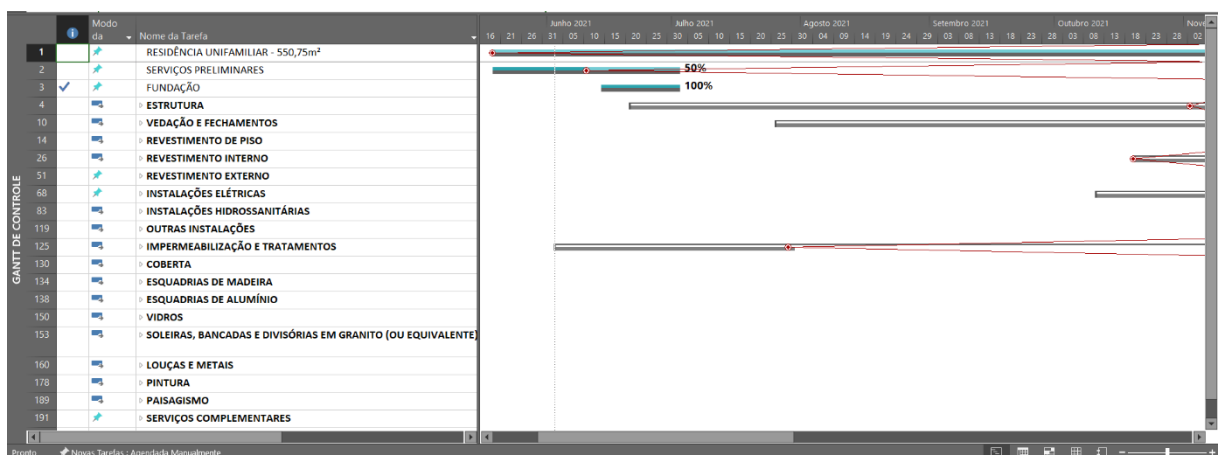 GANTT DE CONTROLE
Modo da
Nome da Tarefa
Junho 2021 Julho 2021 Agosto 2021 Setembro 2021 Outubro 2021 Nove
16 21 26 31 05 10 15 20 25 30 05 10 15 20 25 30 04 09 14 19 24 29 03 08 13 18 23 28 03 08 13 18 23 28 02
1 RESIDÊNCIA UNIFAMILIAR - 550,75m²
2 SERVIÇOS PRELIMINARES 50%
3 FUNDAÇÃO 100%
4 ESTRUTURA
10 VEDAÇÃO E FECHAMENTOS
14 REVESTIMENTO DE PISO
26 REVESTIMENTO INTERNO
51 REVESTIMENTO EXTERNO
68 INSTALAÇÕES ELÉTRICAS
83 INSTALAÇÕES HIDROSSANITÁRIAS
119 OUTRAS INSTALAÇÕES
125 IMPERMEABILIZAÇÃO E TRATAMENTOS
130 COBERTA
134 ESQUADRIAS DE MADEIRA
138 ESQUADRIAS DE ALUMÍNIO
150 VIDROS
153 SOLEIRAS, BANCADAS E DIVISÓRIAS EM GRANITO (OU EQUIVALENTE)
160 LOUÇAS E METAIS
178 PINTURA
189 PAISAGISMO
191 SERVIÇOS COMPLEMENTARES
Pronto Novas Tarefas : Agendada Manualmente